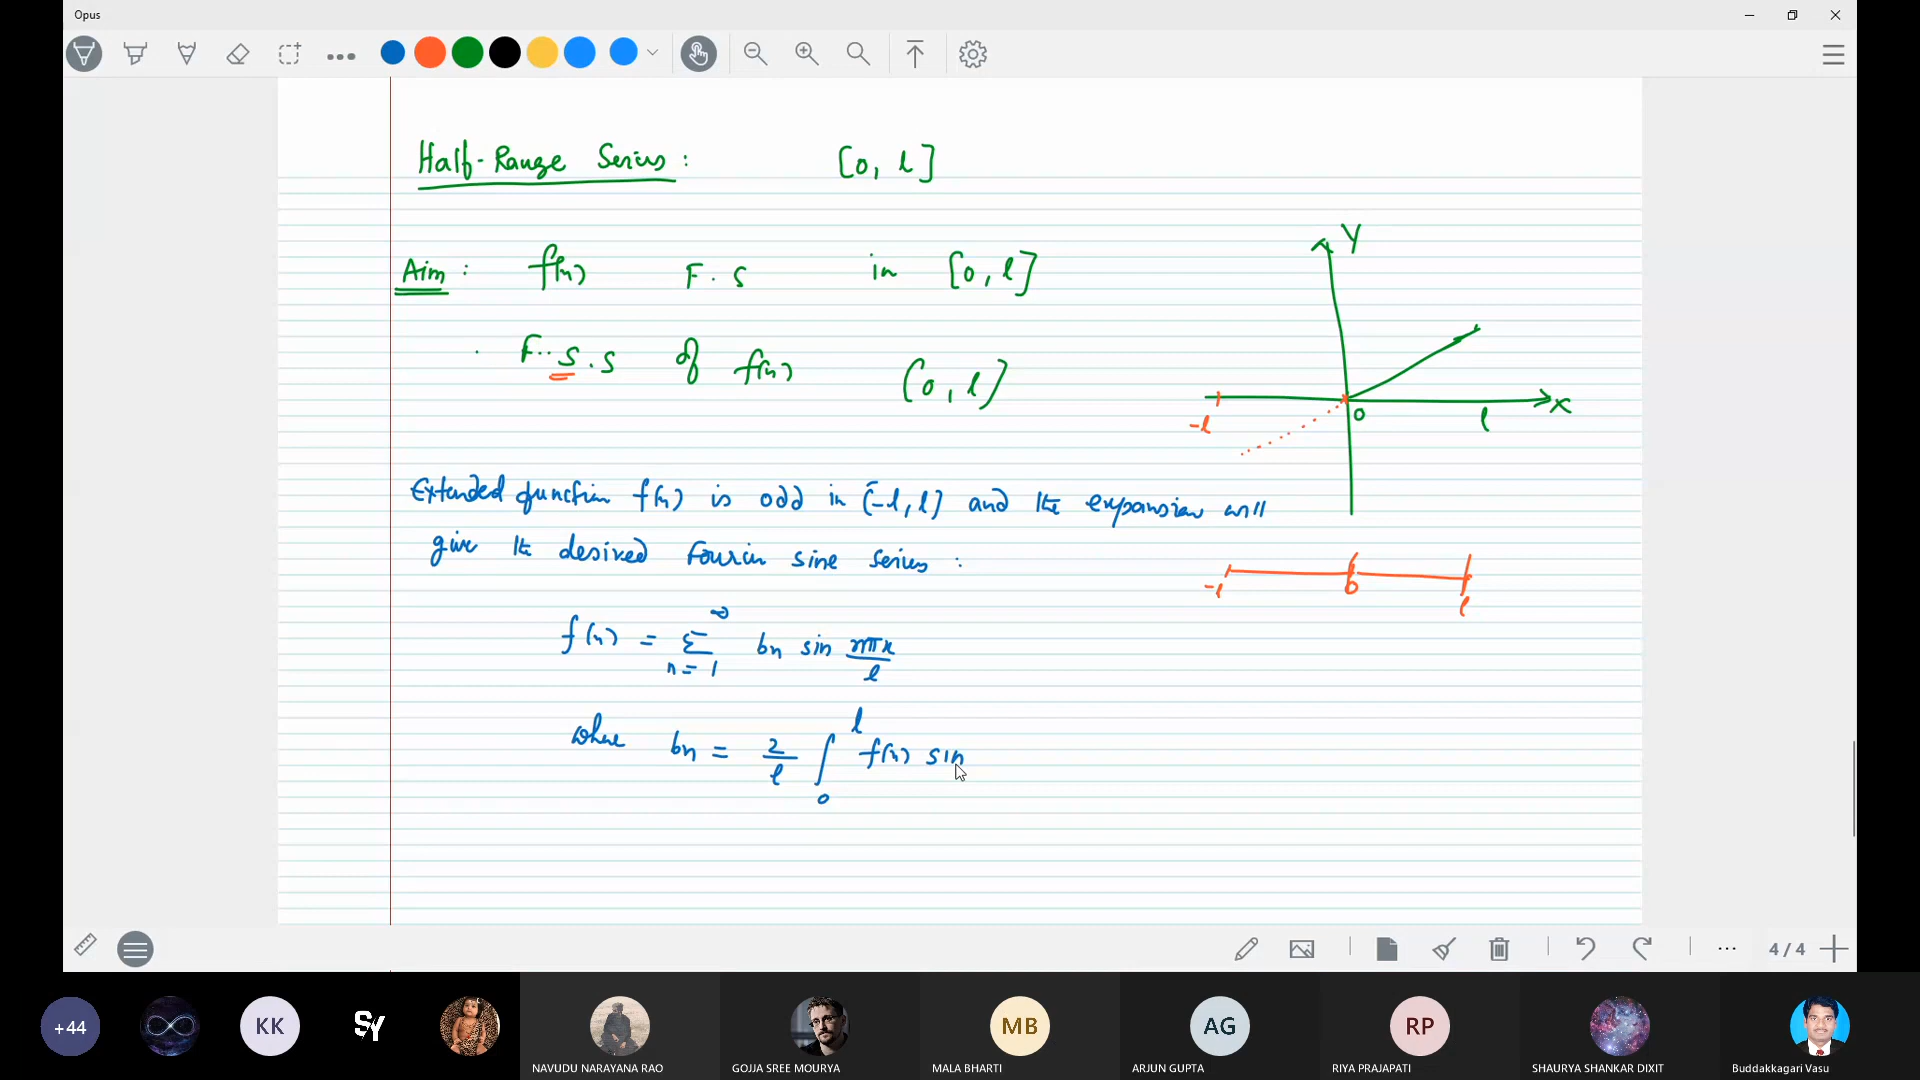 Opus
Half-Range Series : [0, l]
Aim : f(x) F.S in [0, l]
F.S.S of f(x) (0, l)
Y
X
0
l
-l
Extended function f(x) is odd in (-l, l) and the expansion will
give the desired Fourier sine series :
-l 0 l
f(x) = Σ n=1 ∞ bn sin nπx/l
where bn = 2/l ∫ 0 l f(x) sin
4 / 4
+44
KK
SY
MB
AG
RP
NAVUDU NARAYANA RAO
GOJJA SREE MOURYA
MALA BHARTI
ARJUN GUPTA
RIYA PRAJAPATI
SHAURYA SHANKAR DIXIT
Buddakkagari Vasu